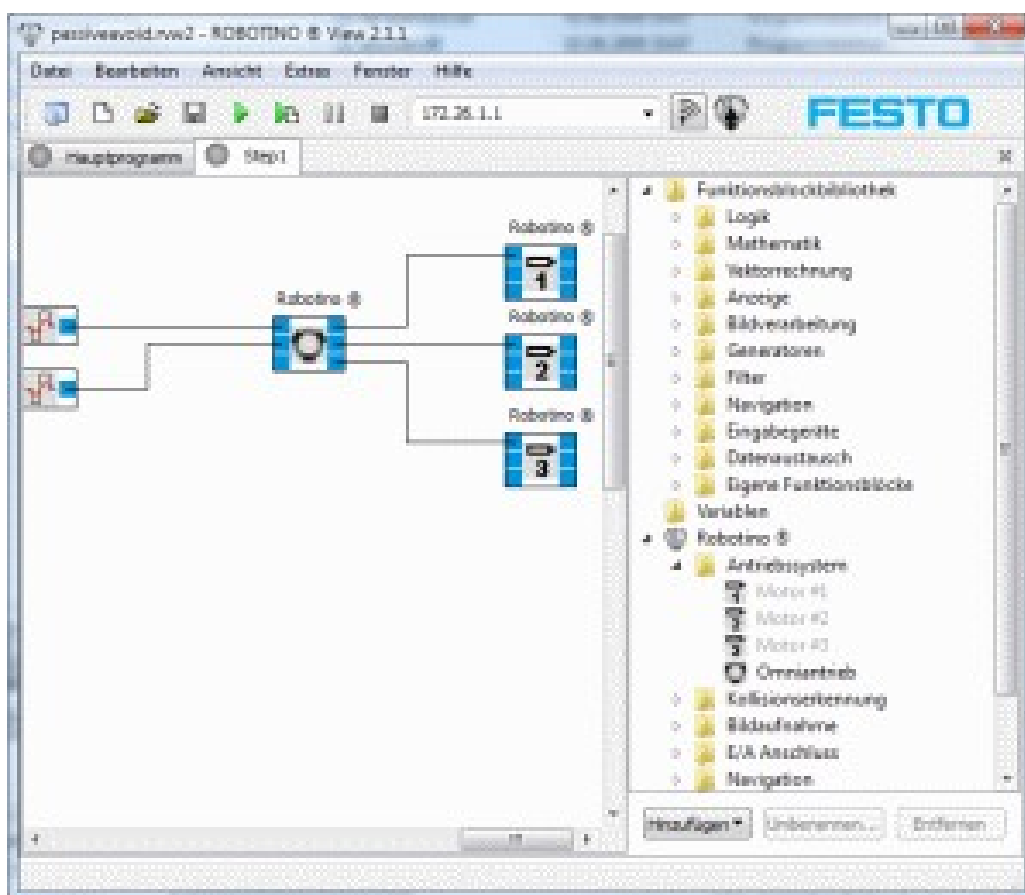 passiveavoid.rvw2 - ROBOTINO ® View 2.1.1
Datei Bearbeiten Ansicht Extras Fenster Hilfe
172.26.1.1
FESTO
Hauptprogramm Step1
Robotino ®
1
Robotino ®
Robotino ®
2
Robotino ®
3
Funktionsblockbibliothek
Logik
Mathematik
Vektorrechnung
Anzeige
Bildverarbeitung
Generatoren
Filter
Navigation
Eingabegeräte
Datenaustausch
Eigene Funktionsblöcke
Variablen
Robotino ®
Antriebssystem
Motor #1
Motor #2
Motor #3
Omniantrieb
Kollisionserkennung
Bildaufnahme
E/A Anschluss
Navigation
Hinzufügen Umbenennen... Entfernen